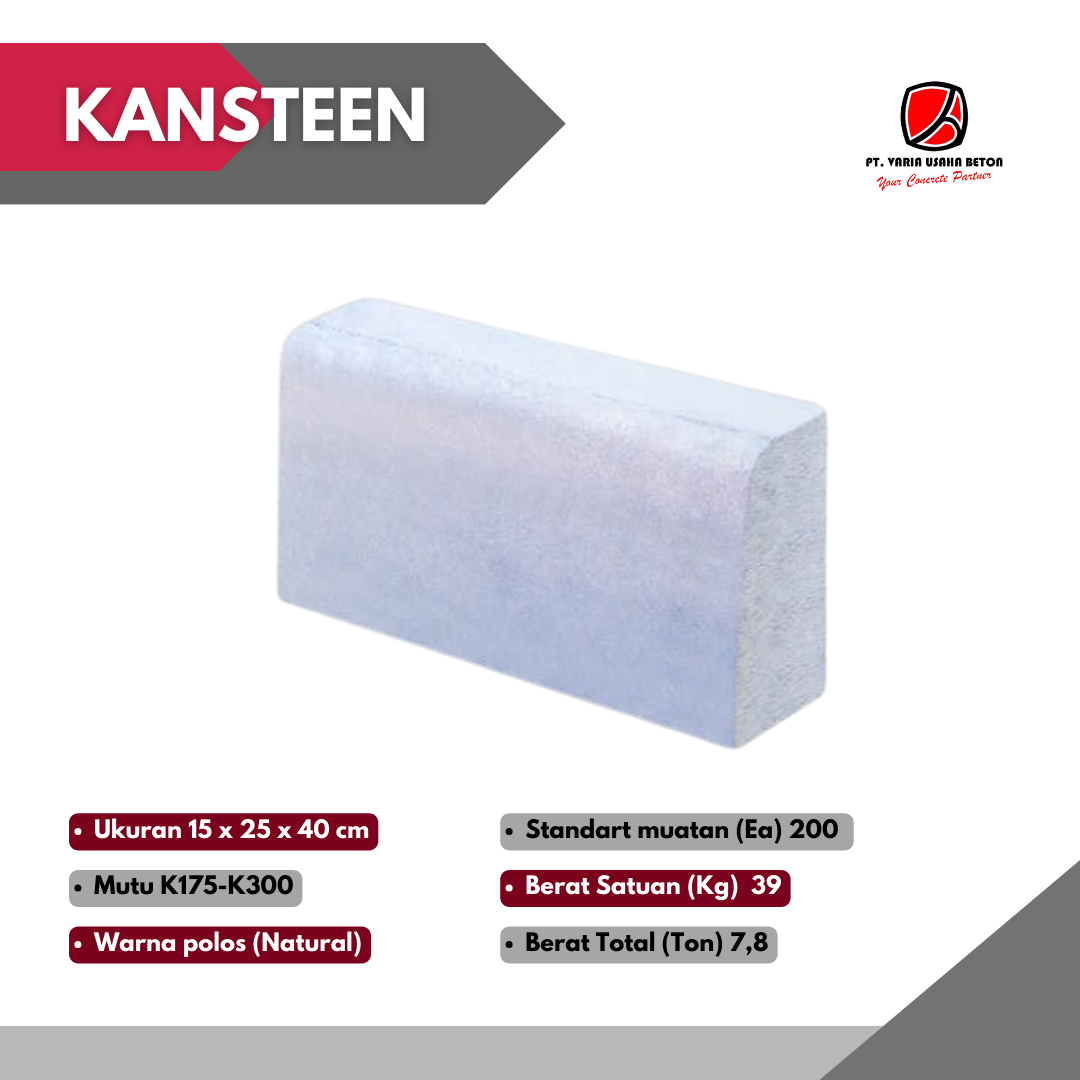 KANSTEEN
PT. VARIA USAHA BETON
Your Concrete Partner
• Ukuran 15 x 25 x 40 cm
• Mutu K175-K300
• Warna polos (Natural)
• Standart muatan (Ea) 200
• Berat Satuan (Kg)  39
• Berat Total (Ton) 7,8